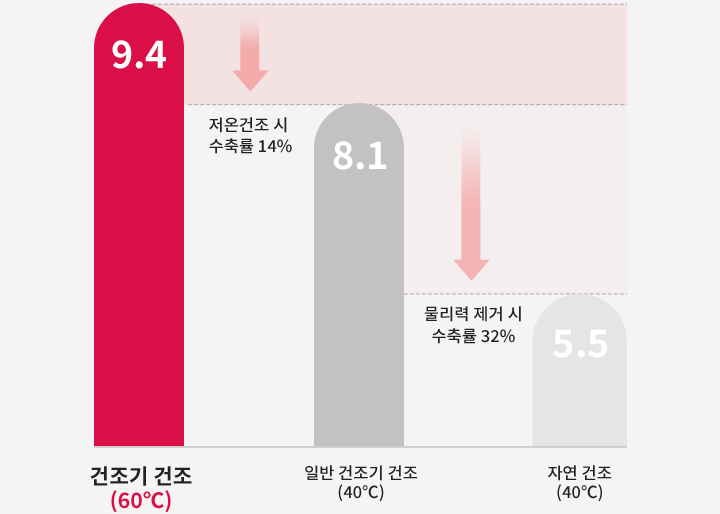 9.4
저온건조 시
수축률 14%
8.1
물리력 제거 시
수축률 32%
5.5
건조기 건조
(60℃)
일반 건조기 건조
(40℃)
자연 건조
(40℃)